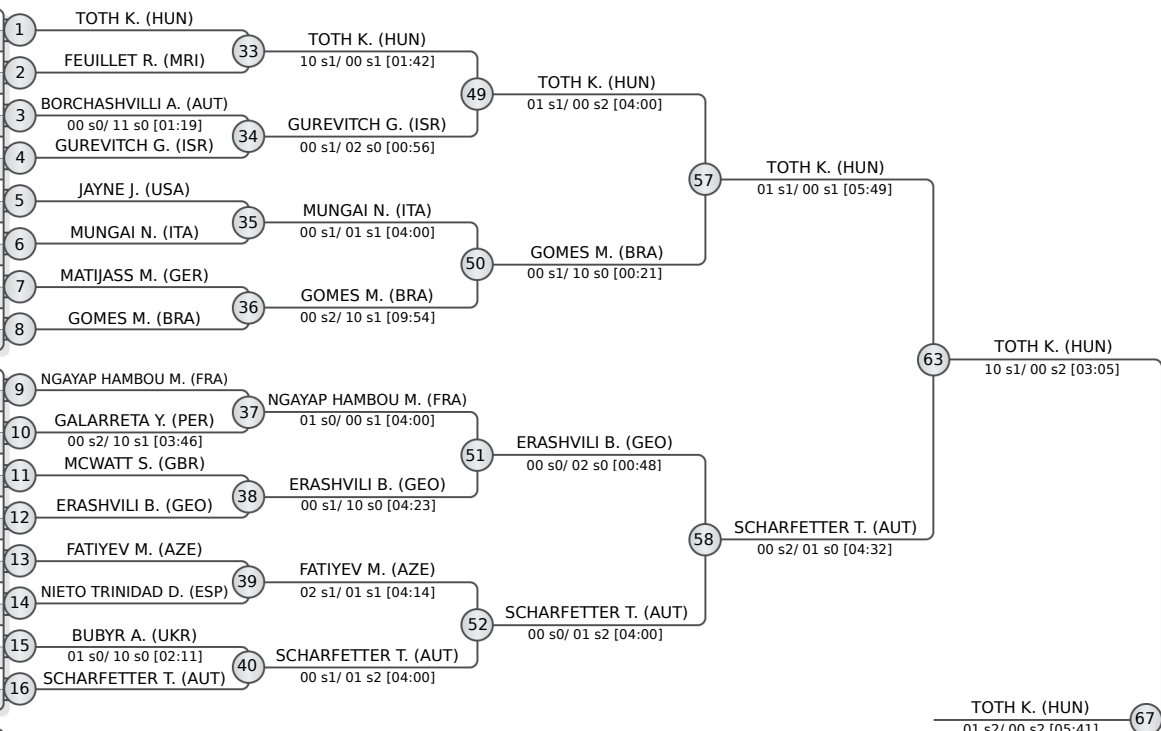 1
TOTH K. (HUN)
2
FEUILLET R. (MRI)
33
TOTH K. (HUN)
10 s1/ 00 s1 [01:42]
3
BORCHASHVILLI A. (AUT)
00 s0/ 11 s0 [01:19]
4
GUREVITCH G. (ISR)
34
GUREVITCH G. (ISR)
00 s1/ 02 s0 [00:56]
49
TOTH K. (HUN)
01 s1/ 00 s2 [04:00]
5
JAYNE J. (USA)
6
MUNGAI N. (ITA)
35
MUNGAI N. (ITA)
00 s1/ 01 s1 [04:00]
7
MATIJASS M. (GER)
8
GOMES M. (BRA)
36
GOMES M. (BRA)
00 s2/ 10 s1 [09:54]
50
GOMES M. (BRA)
00 s1/ 10 s0 [00:21]
57
TOTH K. (HUN)
01 s1/ 00 s1 [05:49]
9
NGAYAP HAMBOU M. (FRA)
10
GALARRETA Y. (PER)
00 s2/ 10 s1 [03:46]
37
NGAYAP HAMBOU M. (FRA)
01 s0/ 00 s1 [04:00]
11
MCWATT S. (GBR)
12
ERASHVILI B. (GEO)
38
ERASHVILI B. (GEO)
00 s1/ 10 s0 [04:23]
51
ERASHVILI B. (GEO)
00 s0/ 02 s0 [00:48]
13
FATIYEV M. (AZE)
14
NIETO TRINIDAD D. (ESP)
39
FATIYEV M. (AZE)
02 s1/ 01 s1 [04:14]
15
BUBYR A. (UKR)
01 s0/ 10 s0 [02:11]
16
SCHARFETTER T. (AUT)
40
SCHARFETTER T. (AUT)
00 s1/ 01 s2 [04:00]
52
SCHARFETTER T. (AUT)
00 s0/ 01 s2 [04:00]
58
SCHARFETTER T. (AUT)
00 s2/ 01 s0 [04:32]
63
TOTH K. (HUN)
10 s1/ 00 s2 [03:05]
TOTH K. (HUN)
01 s2/ 00 s2 [05:41]
67